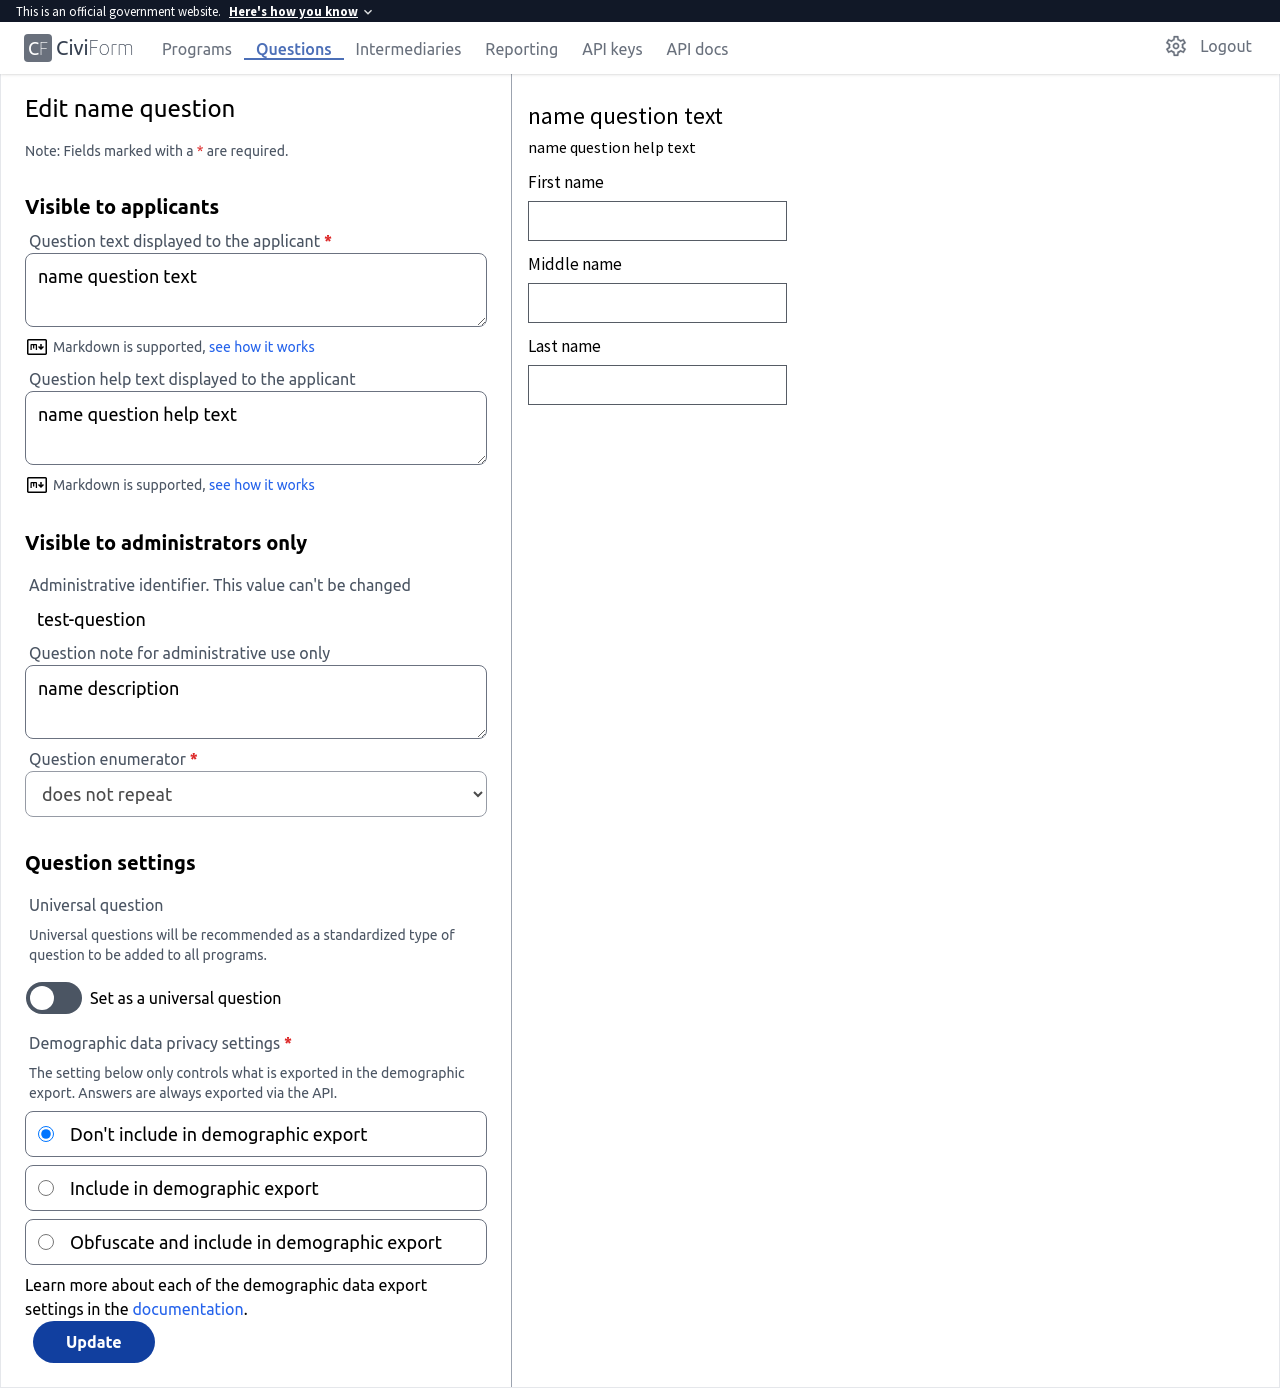 This is an official government website. Here's how you know
CF CiviForm Programs Questions Intermediaries Reporting API keys API docs Logout
Edit name question
Note: Fields marked with a * are required.
Visible to applicants
Question text displayed to the applicant *
name question text
Markdown is supported, see how it works
Question help text displayed to the applicant
name question help text
Markdown is supported, see how it works
Visible to administrators only
Administrative identifier. This value can't be changed
test-question
Question note for administrative use only
name description
Question enumerator *
does not repeat
Question settings
Universal question
Universal questions will be recommended as a standardized type of
question to be added to all programs.
Set as a universal question
Demographic data privacy settings *
The setting below only controls what is exported in the demographic
export. Answers are always exported via the API.
Don't include in demographic export
Include in demographic export
Obfuscate and include in demographic export
Learn more about each of the demographic data export
settings in the documentation.
Update
name question text
name question help text
First name
Middle name
Last name